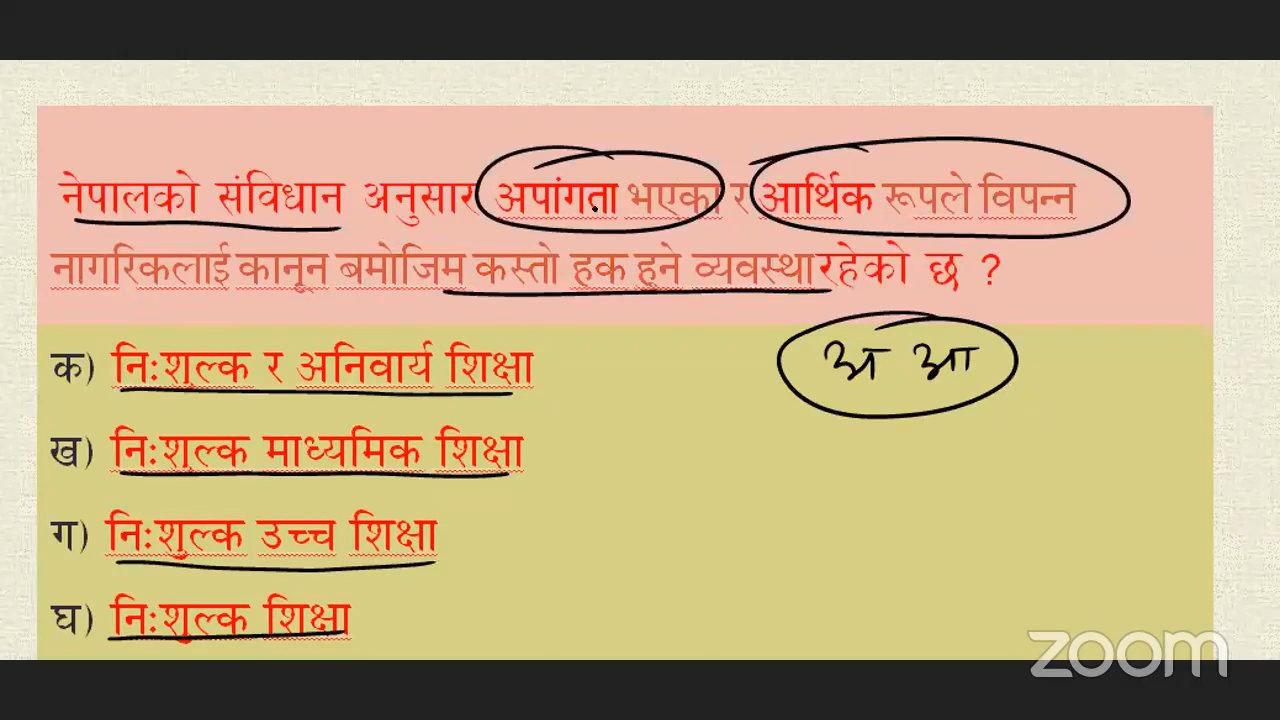 नेपालको संविधान अनुसार अपांगता भएका र आर्थिक रूपले विपन्न
नागरिकलाई कानून बमोजिम कस्तो हक हुने व्यवस्था रहेको छ ?
अ आ
क) निःशुल्क र अनिवार्य शिक्षा
ख) निःशुल्क माध्यमिक शिक्षा
ग) निःशुल्क उच्च शिक्षा
घ) निःशुल्क शिक्षा
zoom